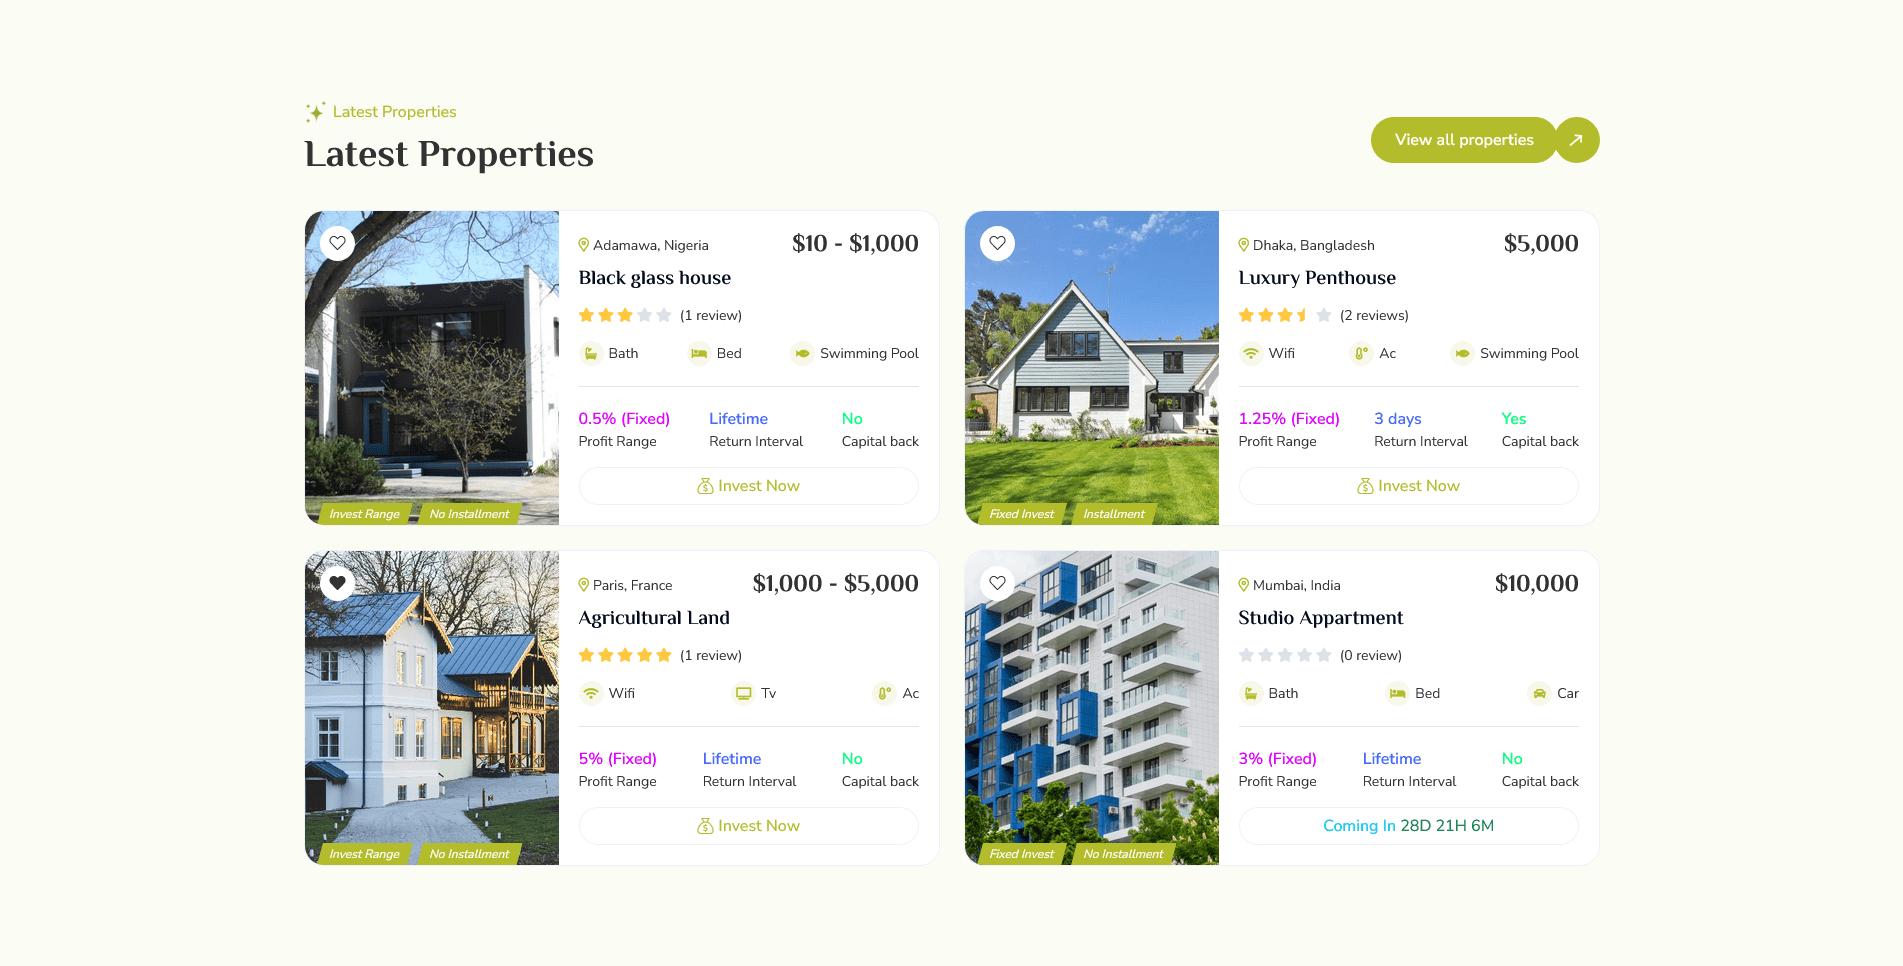 Latest Properties
Latest Properties
View all properties
Adamawa, Nigeria
$10 - $1,000
Black glass house
(1 review)
Bath Bed Swimming Pool
0.5% (Fixed) Lifetime No
Profit Range Return Interval Capital back
Invest Now
Invest Range No Installment
Dhaka, Bangladesh
$5,000
Luxury Penthouse
(2 reviews)
Wifi Ac Swimming Pool
1.25% (Fixed) 3 days Yes
Profit Range Return Interval Capital back
Invest Now
Fixed Invest Installment
Paris, France
$1,000 - $5,000
Agricultural Land
(1 review)
Wifi Tv Ac
5% (Fixed) Lifetime No
Profit Range Return Interval Capital back
Invest Now
Invest Range No Installment
Mumbai, India
$10,000
Studio Appartment
(0 review)
Bath Bed Car
3% (Fixed) Lifetime No
Profit Range Return Interval Capital back
Coming In 28D 21H 6M
Fixed Invest No Installment